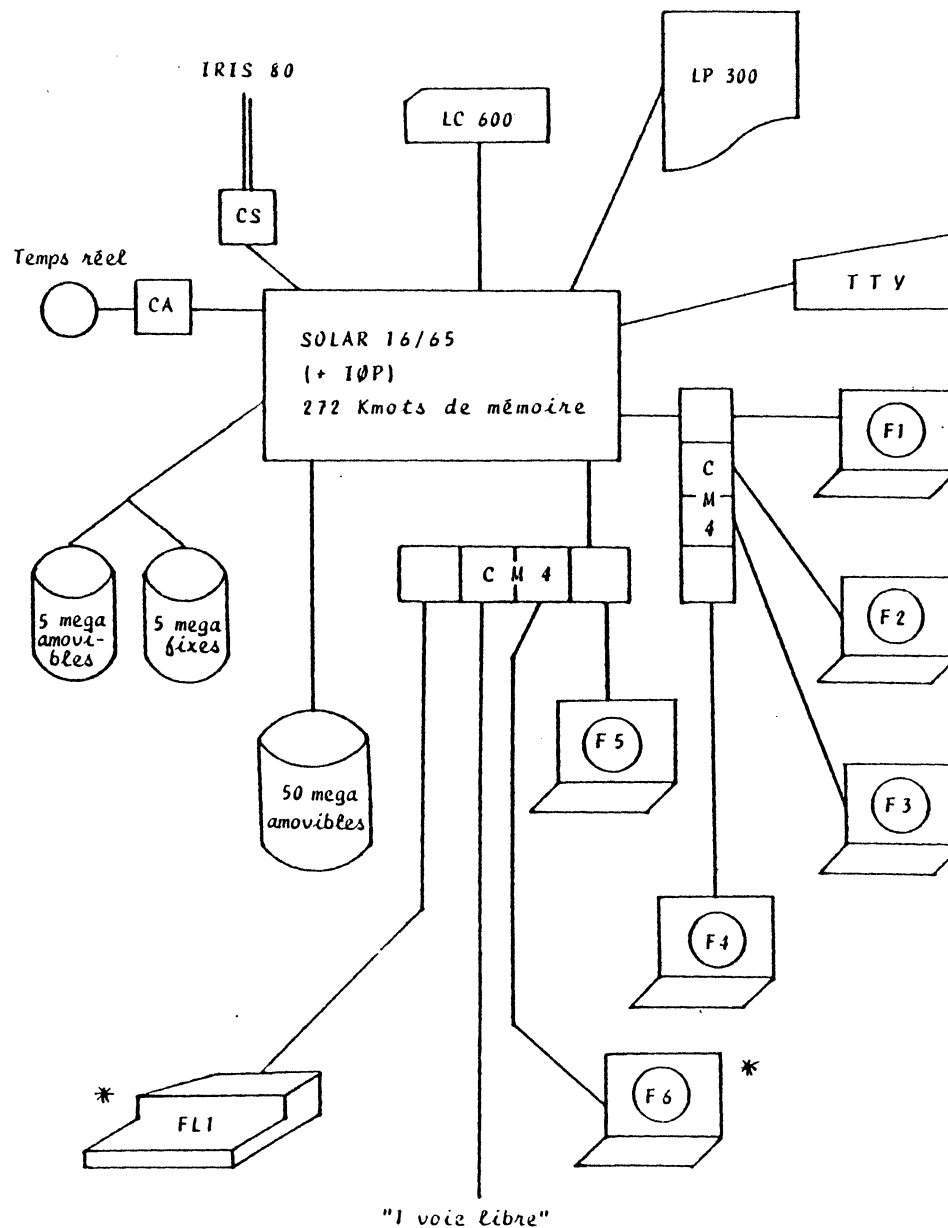 IRIS 80
LC 600
LP 300
CS
Temps réel
CA
T T Y
SOLAR 16/65
(+ IØP)
272 Kmots de mémoire
F1
C
M
4
C M 4
F2
5 mega
amovi-
bles
5 mega
fixes
F5
50 mega
amovibles
F3
F4
*
FL1
F6
*
"1 voie libre"